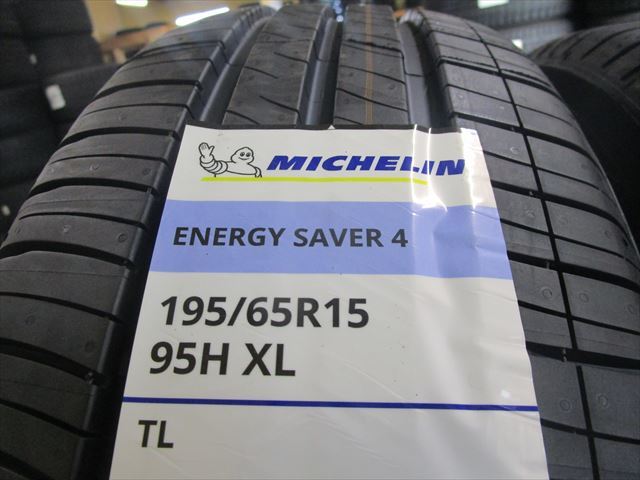 MICHELIN
ENERGY SAVER 4
195/65R15
95H XL
TL